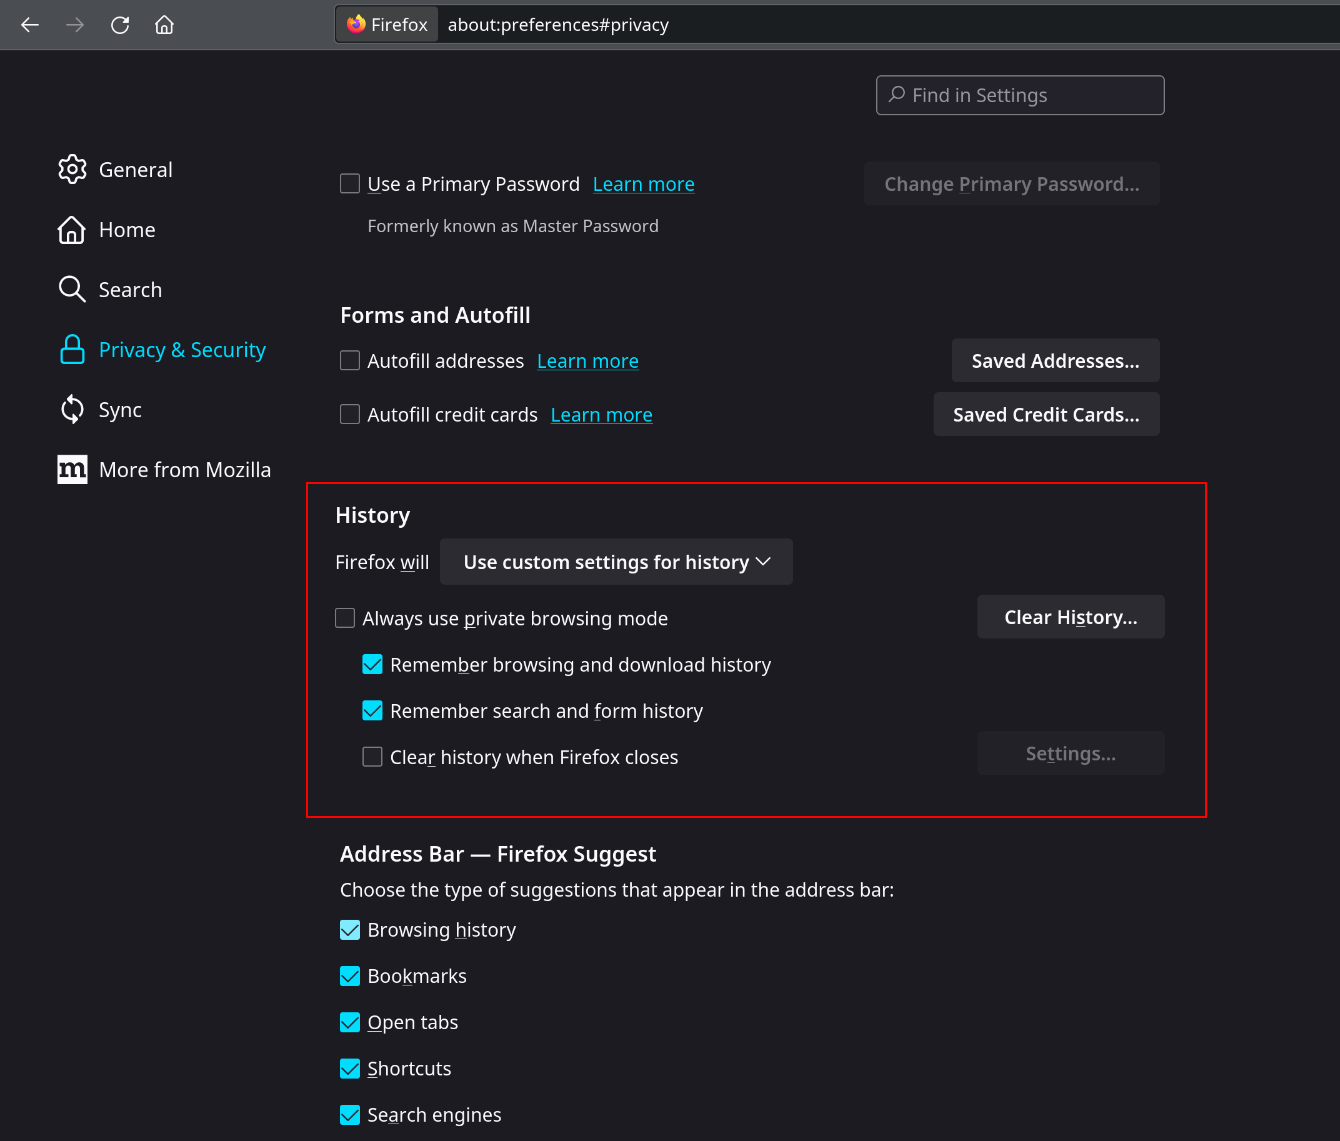 Firefox about:preferences#privacy
Find in Settings
General
Home
Search
Privacy & Security
Sync
m More from Mozilla
Use a Primary Password Learn more Change Primary Password...
Formerly known as Master Password
Forms and Autofill
Autofill addresses Learn more Saved Addresses...
Autofill credit cards Learn more Saved Credit Cards...
History
Firefox will Use custom settings for history
Always use private browsing mode Clear History...
Remember browsing and download history
Remember search and form history
Clear history when Firefox closes Settings...
Address Bar — Firefox Suggest
Choose the type of suggestions that appear in the address bar:
Browsing history
Bookmarks
Open tabs
Shortcuts
Search engines